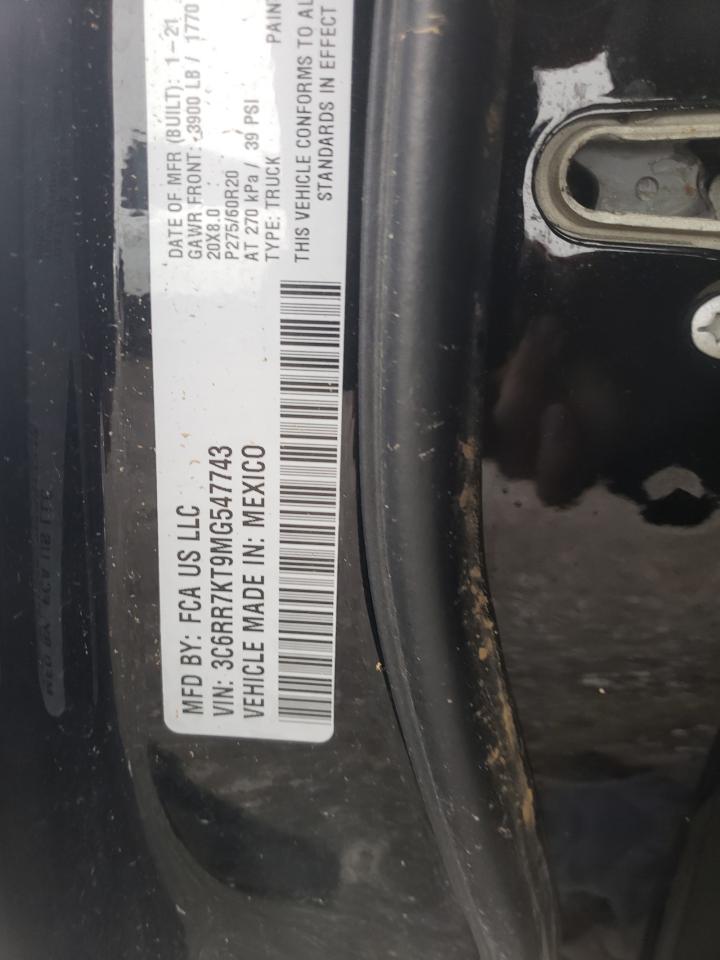 MFD BY: FCA US LLC
VIN: 3C6RR7KT9MG547743
VEHICLE MADE IN: MEXICO
DATE OF MFR (BUILT): 1-21
GAWR FRONT: 3900 LB / 1770
20X8.0
P275/60R20
AT 270 kPa / 39 PSI
TYPE: TRUCK PAIN
THIS VEHICLE CONFORMS TO AL
STANDARDS IN EFFECT